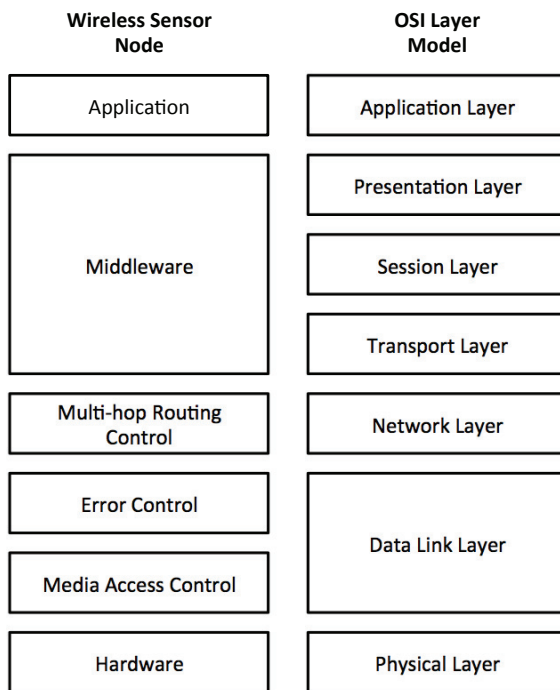 Wireless Sensor
Node
OSI Layer
Model
Application
Application Layer
Middleware
Presentation Layer
Session Layer
Transport Layer
Multi-hop Routing
Control
Network Layer
Error Control
Media Access Control
Data Link Layer
Hardware
Physical Layer